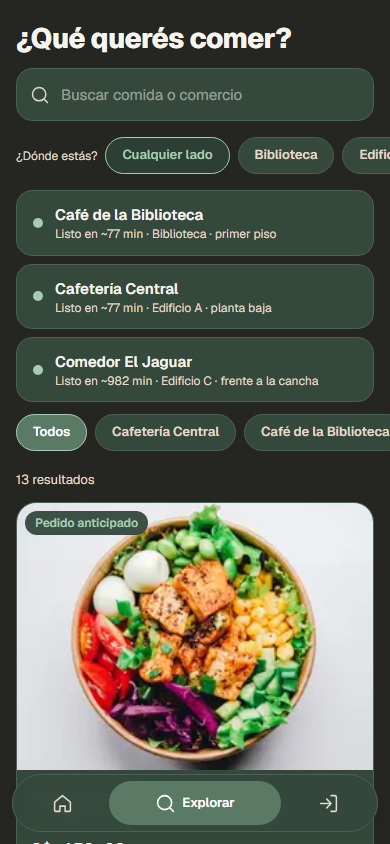 ¿Qué querés comer?
Buscar comida o comercio
¿Dónde estás? Cualquier lado Biblioteca
Café de la Biblioteca
Listo en ~77 min · Biblioteca · primer piso
Cafetería Central
Listo en ~77 min · Edificio A · planta baja
Comedor El Jaguar
Listo en ~982 min · Edificio C · frente a la cancha
Todos Cafetería Central Café de la Biblioteca
13 resultados
Pedido anticipado
Explorar